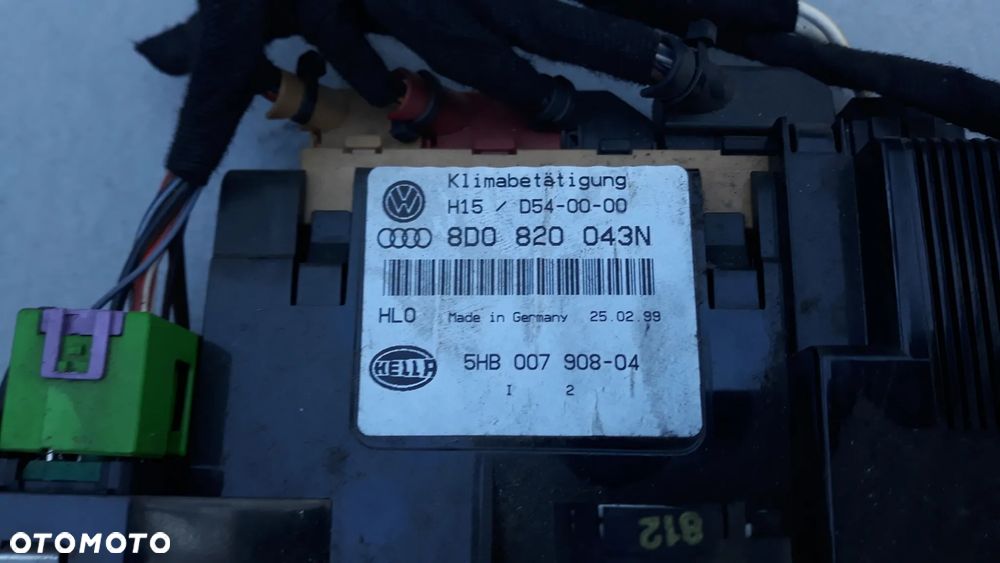 Klimabetätigung
H15 / D54-00-00
8D0 820 043N
HLO Made in Germany 25.02.99
HELLA 5HB 007 908-04
I 2
812
OTOMOTO